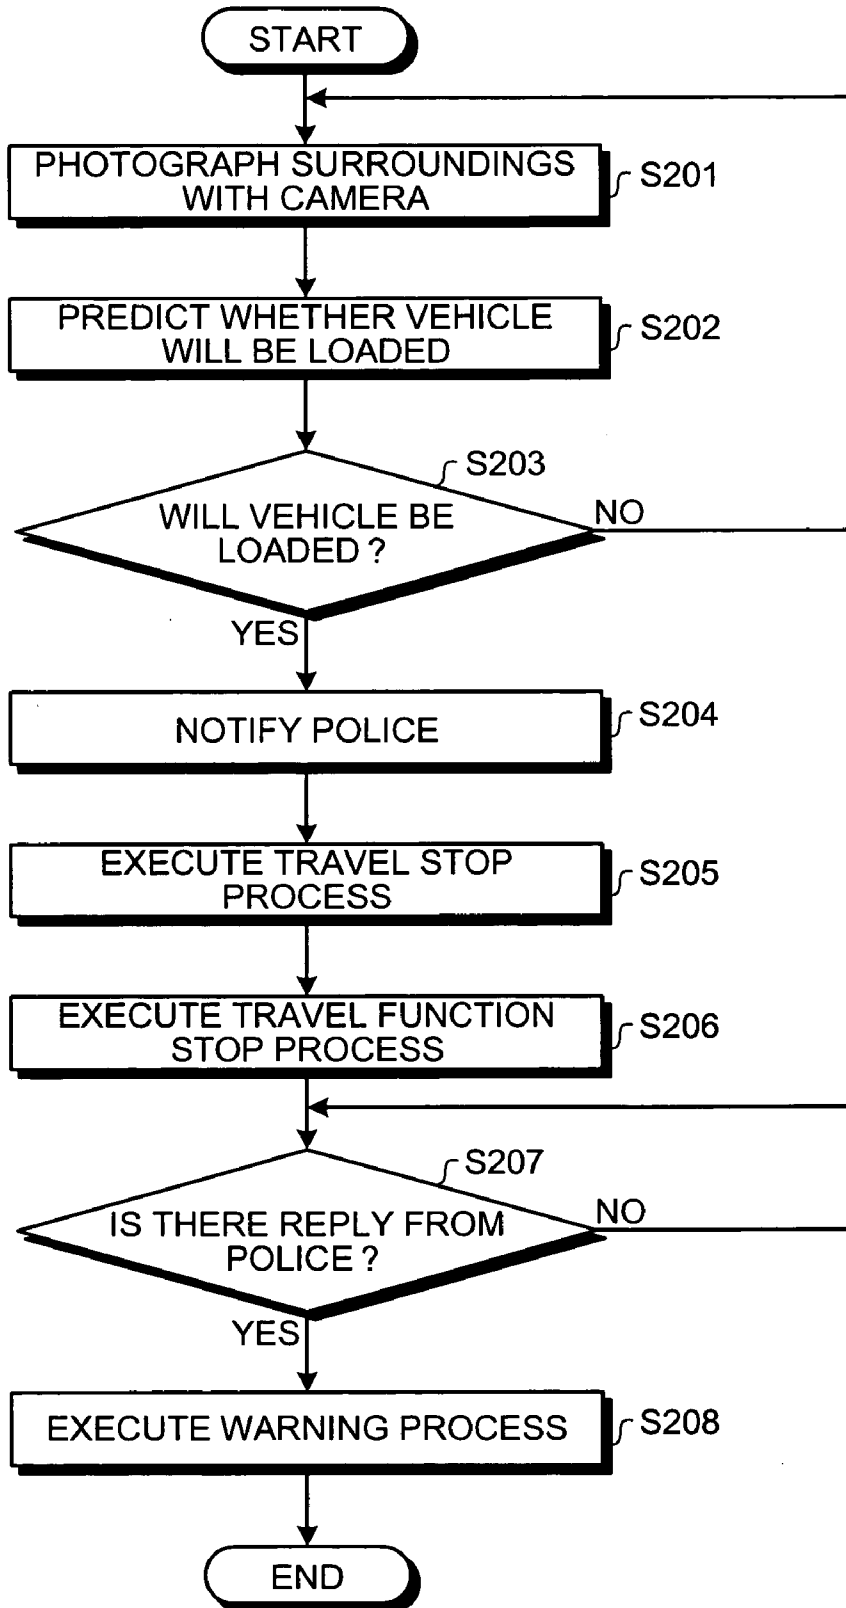 START
PHOTOGRAPH SURROUNDINGS
WITH CAMERA
S201
PREDICT WHETHER VEHICLE
WILL BE LOADED
S202
S203
WILL VEHICLE BE
LOADED ?
NO
YES
NOTIFY POLICE
S204
EXECUTE TRAVEL STOP
PROCESS
S205
EXECUTE TRAVEL FUNCTION
STOP PROCESS
S206
S207
IS THERE REPLY FROM
POLICE ?
NO
YES
EXECUTE WARNING PROCESS
S208
END